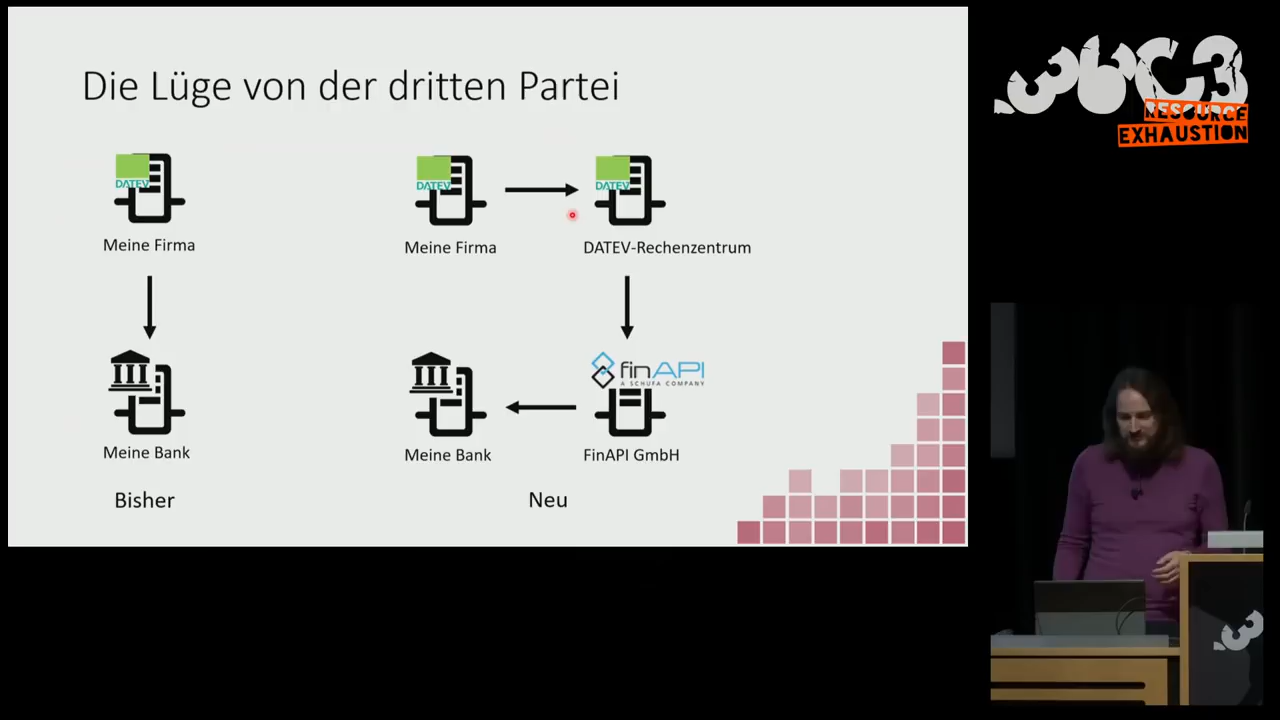 Die Lüge von der dritten Partei
DATEV
Meine Firma
Meine Bank
Bisher
DATEV
Meine Firma
DATEV
DATEV-Rechenzentrum
Meine Bank
finAPI
A SCHUFA COMPANY
FinAPI GmbH
Neu
36C3
RESOURCE
EXHAUSTION
3